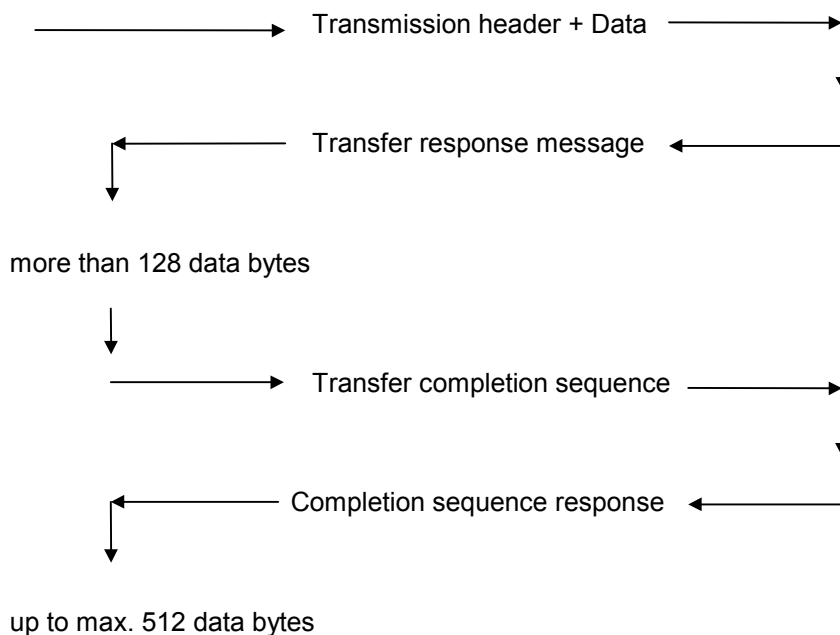 Transmission header + Data
Transfer response message
more than 128 data bytes
Transfer completion sequence
Completion sequence response
up to max. 512 data bytes